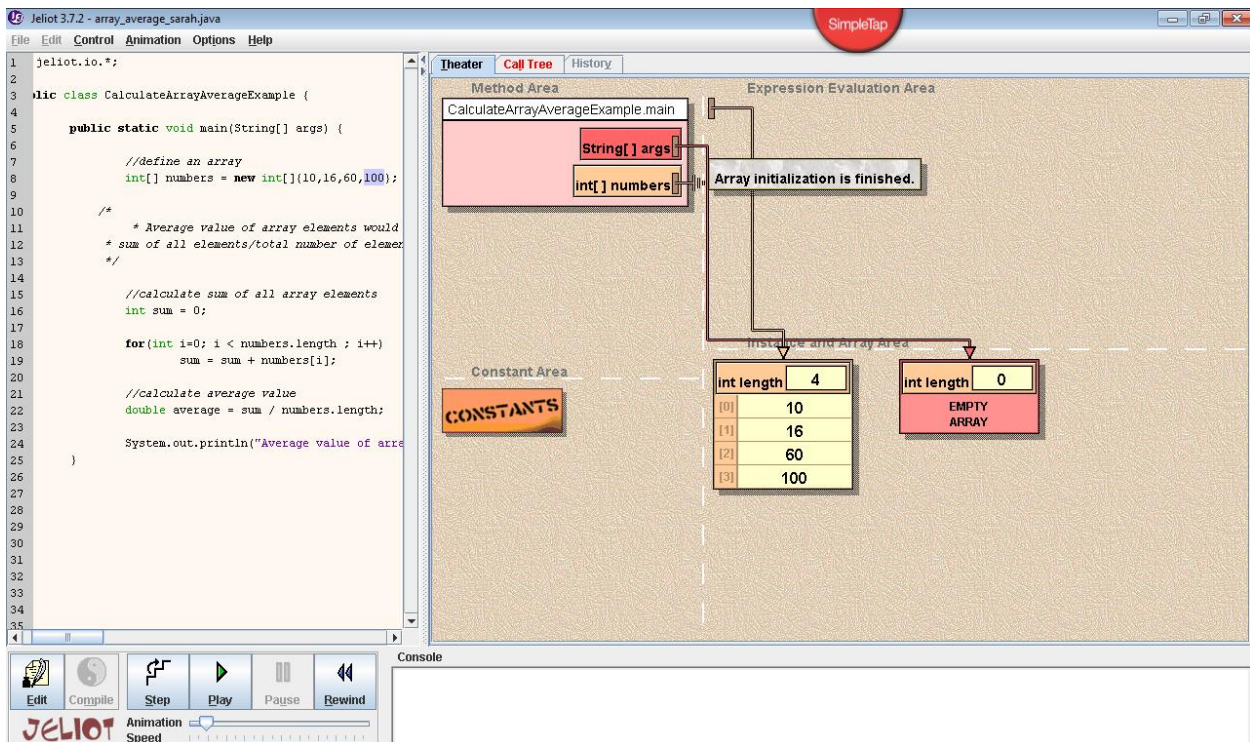 Jeliot 3.7.2 - array_average_sarah.java
SimpleTap
File Edit Control Animation Options Help
1 jeliot.io.*;
2
3 lic class CalculateArrayAverageExample {
4
5 public static void main(String[] args) {
6
7 //define an array
8 int[] numbers = new int[]{10,16,60,100};
9
10 /*
11 * Average value of array elements would
12 * sum of all elements/total number of elemen
13 */
14
15 //calculate sum of all array elements
16 int sum = 0;
17
18 for(int i=0; i < numbers.length ; i++)
19 sum = sum + numbers[i];
20
21 //calculate average value
22 double average = sum / numbers.length;
23
24 System.out.println("Average value of arra
25 }
26
27
28
29
30
31
32
33
34
35
Theater Call Tree History
Method Area
Expression Evaluation Area
CalculateArrayAverageExample.main
String[ ] args
int[ ] numbers
Array initialization is finished.
Constant Area
CONSTANTS
Instance and Array Area
int length 4
[0] 10
[1] 16
[2] 60
[3] 100
int length 0
EMPTY
ARRAY
Edit Compile Step Play Pause Rewind
JELIOT
Animation
Speed
Console